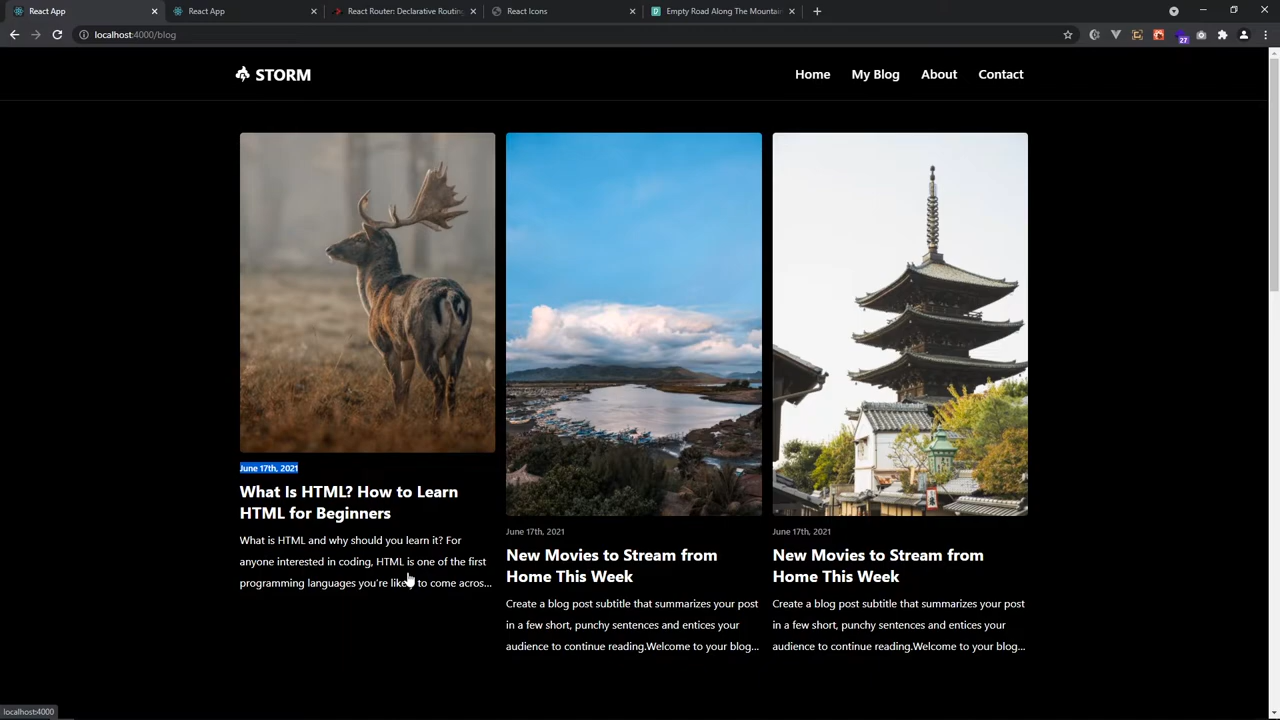 React App
React App
React Router: Declarative Routing
React Icons
Empty Road Along The Mountain
localhost:4000/blog
27
STORM
Home
My Blog
About
Contact
June 17th, 2021
What Is HTML? How to Learn
HTML for Beginners
What is HTML and why should you learn it? For
anyone interested in coding, HTML is one of the first
programming languages you're likely to come acros...
June 17th, 2021
New Movies to Stream from
Home This Week
Create a blog post subtitle that summarizes your post
in a few short, punchy sentences and entices your
audience to continue reading.Welcome to your blog...
June 17th, 2021
New Movies to Stream from
Home This Week
Create a blog post subtitle that summarizes your post
in a few short, punchy sentences and entices your
audience to continue reading.Welcome to your blog...
localhost:4000